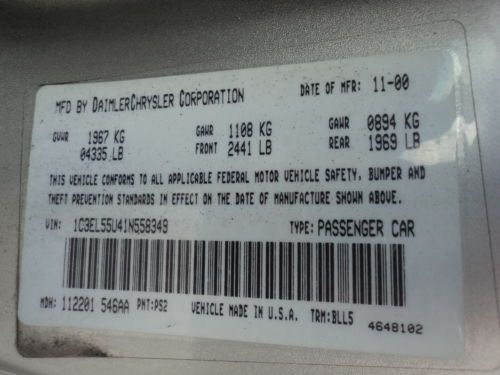 MFD BY DAIMLERCHRYSLER CORPORATION DATE OF MFR: 11-00
GVWR 1967 KG GAWR 1108 KG GAWR 0894 KG
04335 LB FRONT 2441 LB REAR 1969 LB
THIS VEHICLE CONFORMS TO ALL APPLICABLE FEDERAL MOTOR VEHICLE SAFETY, BUMPER AND
THEFT PREVENTION STANDARDS IN EFFECT ON THE DATE OF MANUFACTURE SHOWN ABOVE.
VIN: 1C3EL55U41N558349 TYPE: PASSENGER CAR
MDH: 112201 546AA PNT: PS2 VEHICLE MADE IN U.S.A. TRM: BLL5
4648102